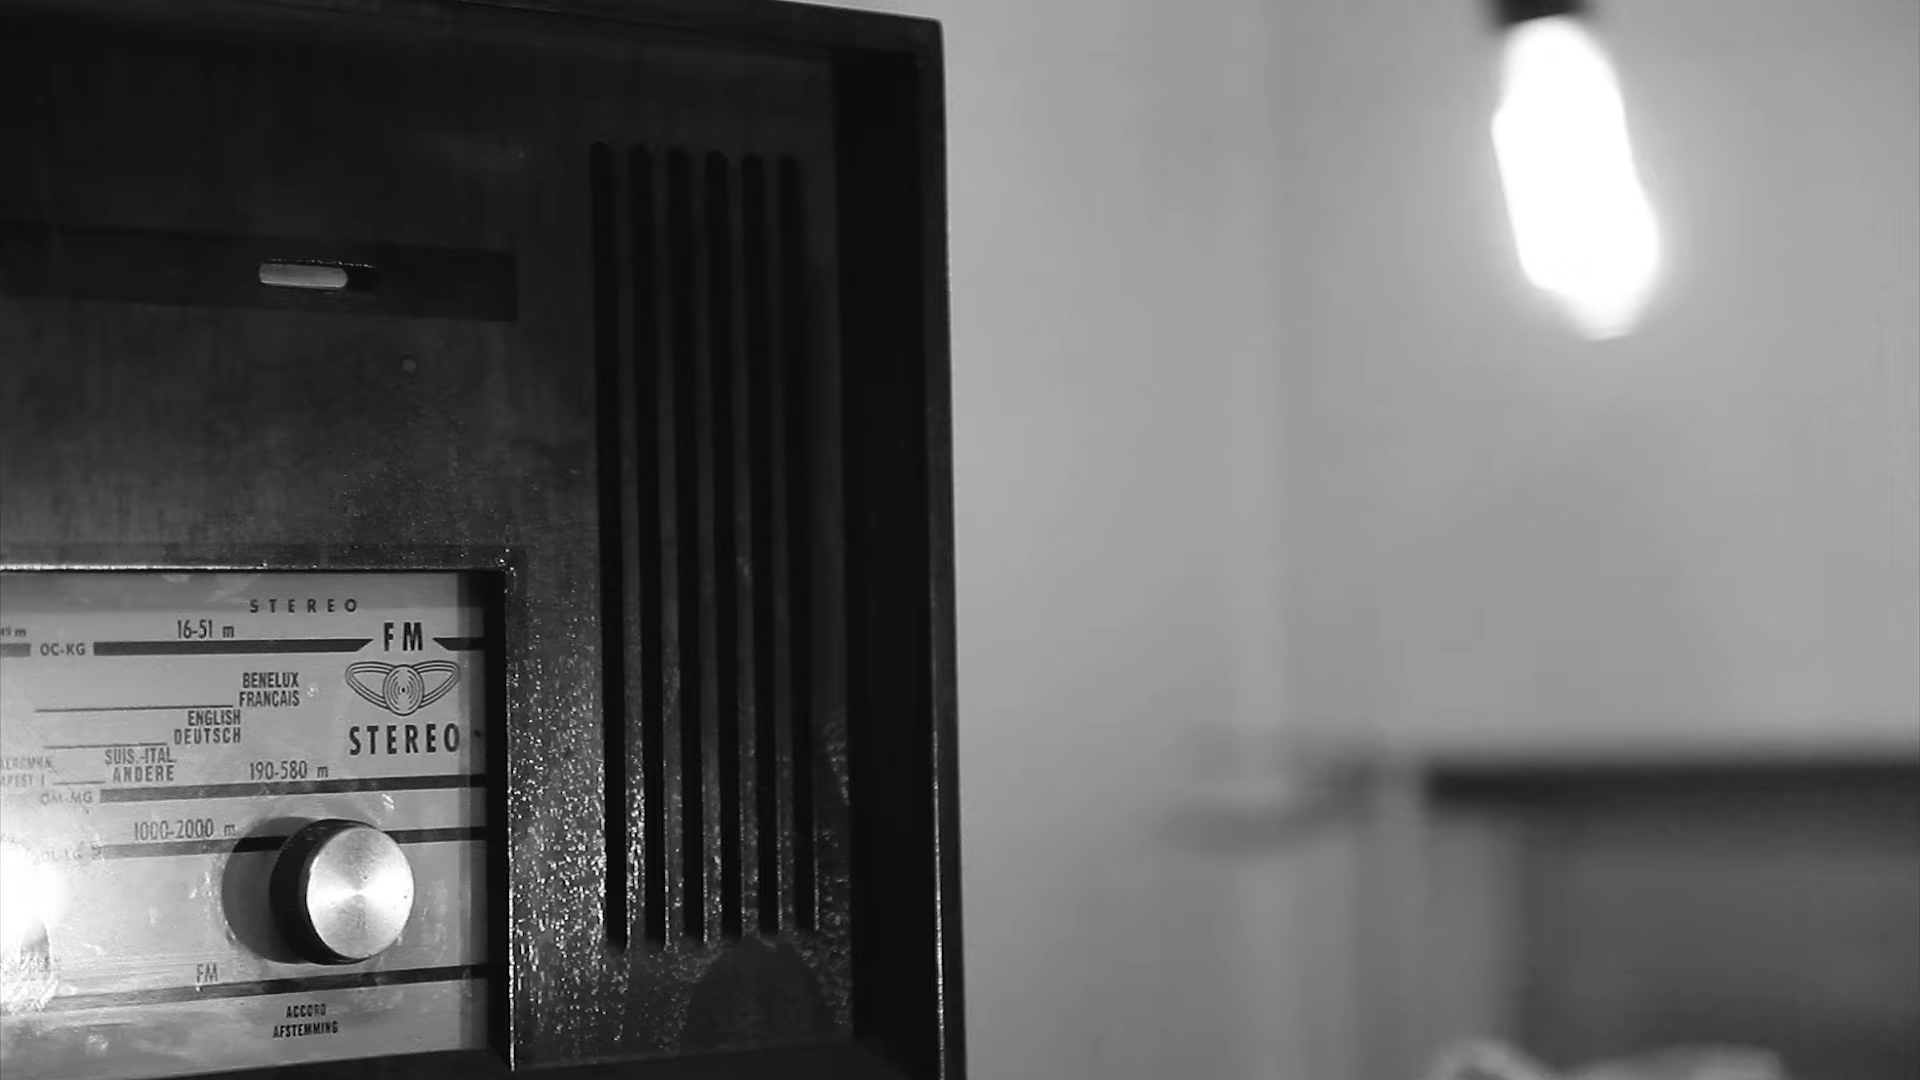 STEREO
16-51 m
OC-KG
FM
BENELUX
FRANÇAIS
ENGLISH
DEUTSCH
STEREO
SUIS.-ITAL.
ANDERE
190-580 m
OM-MG
1000-2000 m
FM
ACCORD
AFSTEMMING